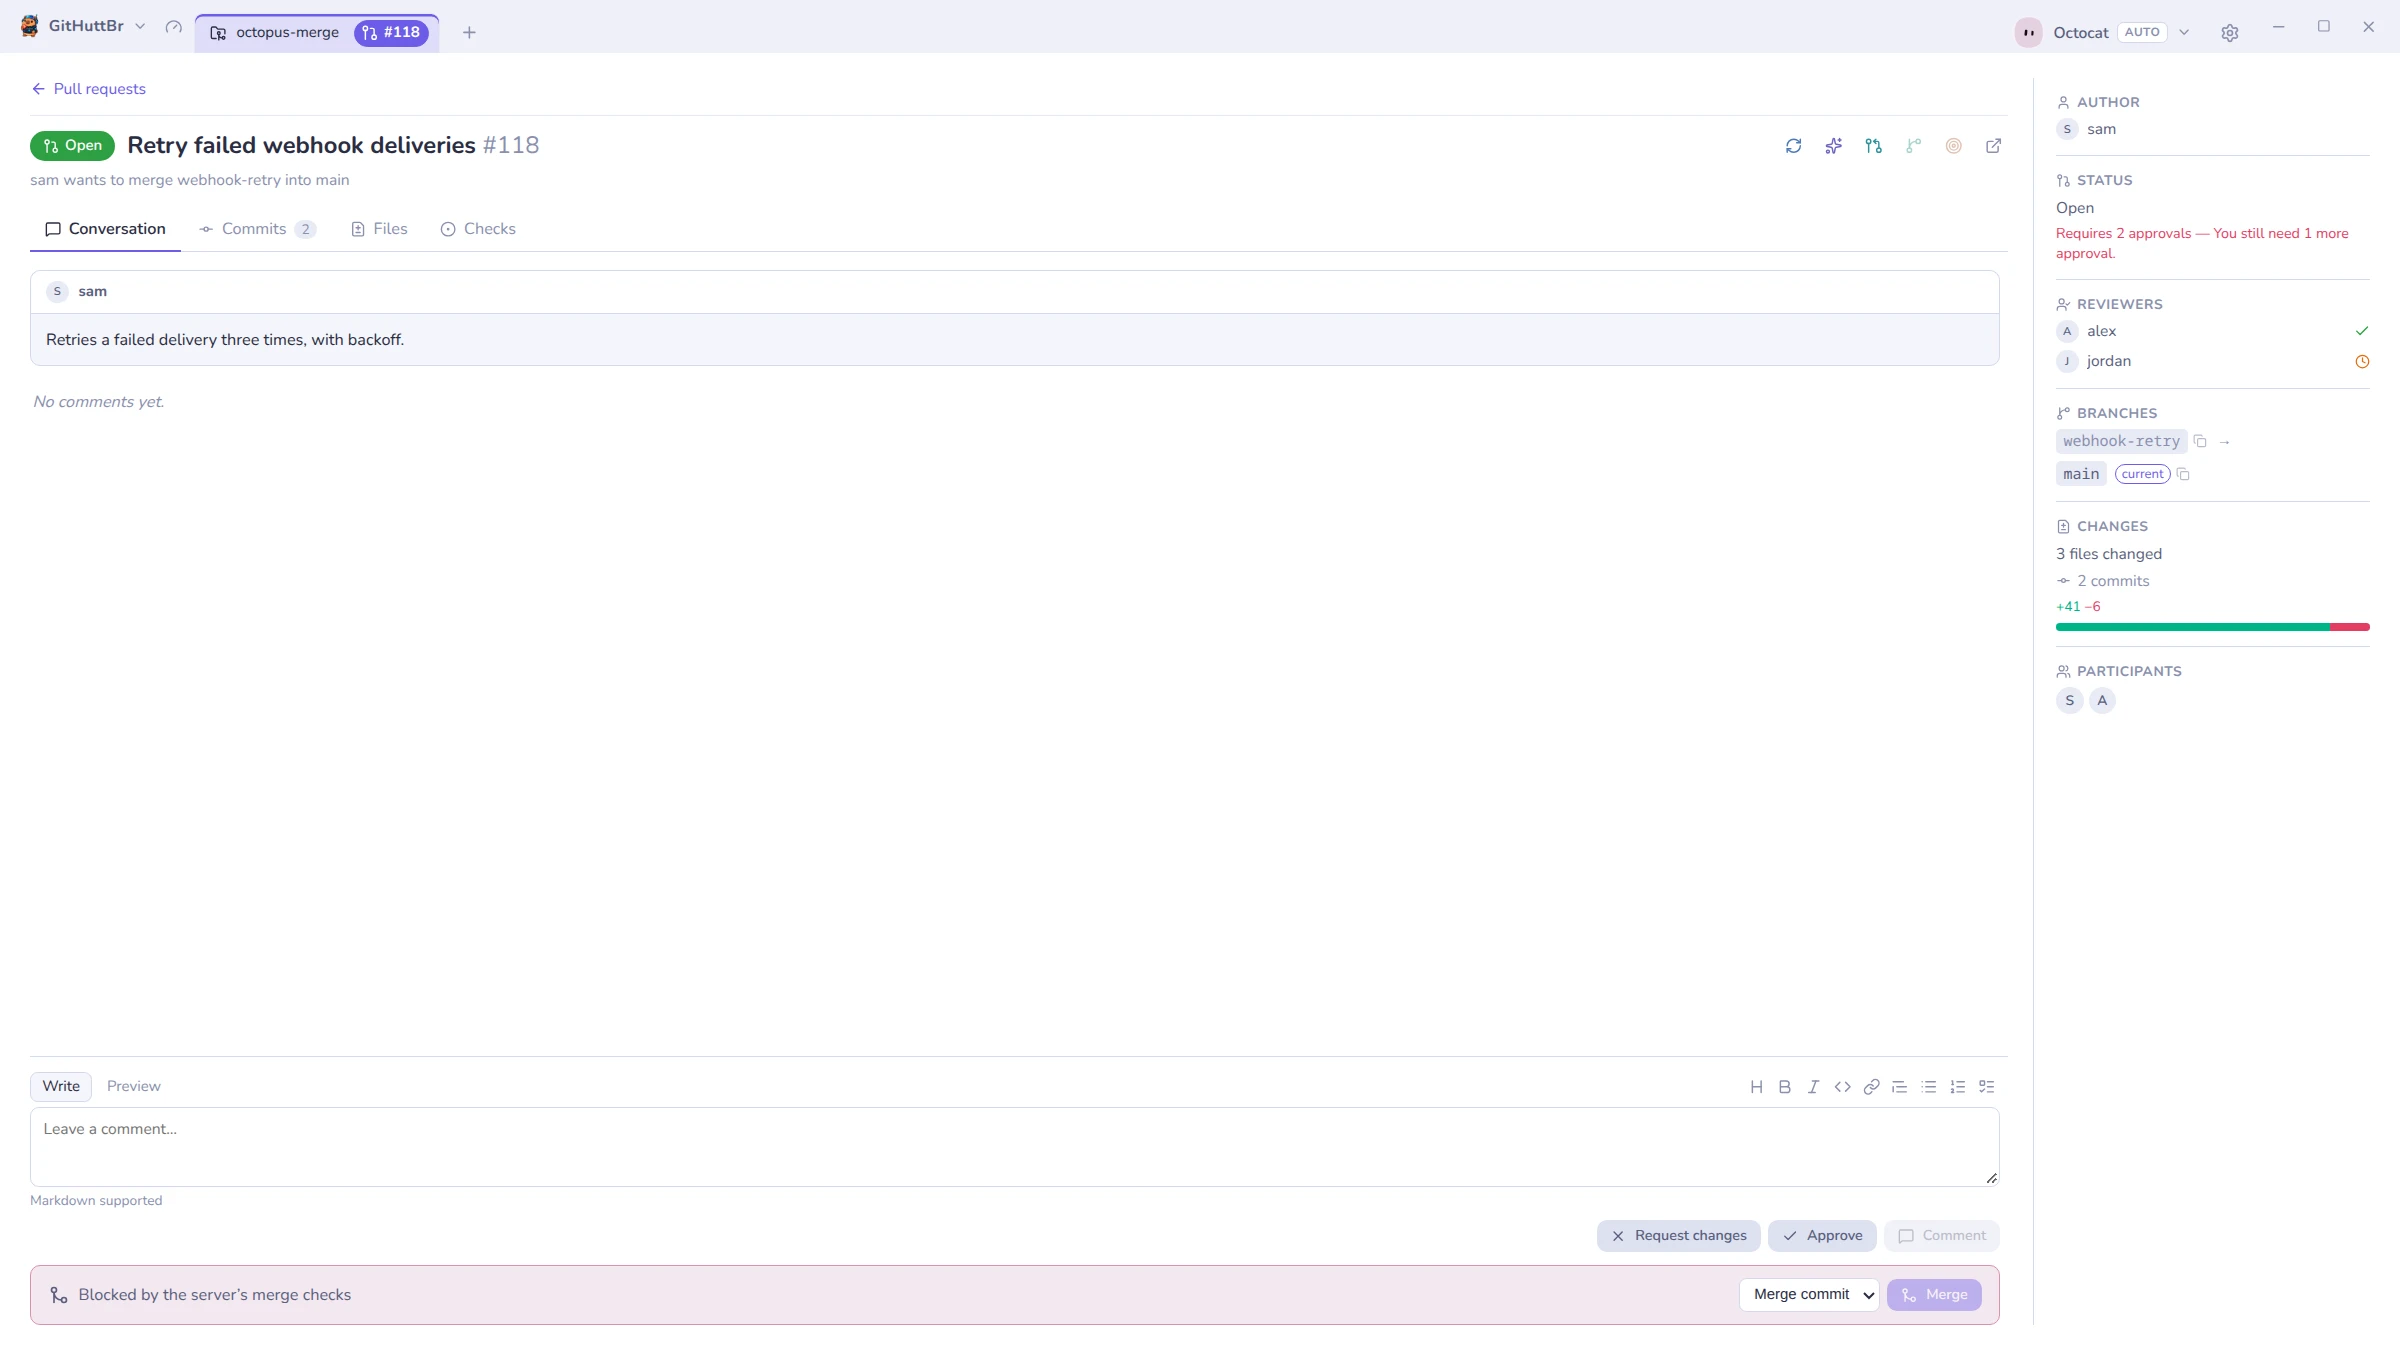 GitHuttBr
octopus-merge #118
Octocat AUTO
Pull requests
Open Retry failed webhook deliveries #118
sam wants to merge webhook-retry into main
Conversation Commits 2 Files Checks
S sam
Retries a failed delivery three times, with backoff.
No comments yet.
Write Preview
Leave a comment...
Markdown supported
Request changes Approve Comment
Blocked by the server's merge checks
Merge commit Merge
AUTHOR
S sam
STATUS
Open
Requires 2 approvals — You still need 1 more
approval.
REVIEWERS
A alex
J jordan
BRANCHES
webhook-retry →
main current
CHANGES
3 files changed
2 commits
+41 −6
PARTICIPANTS
S A